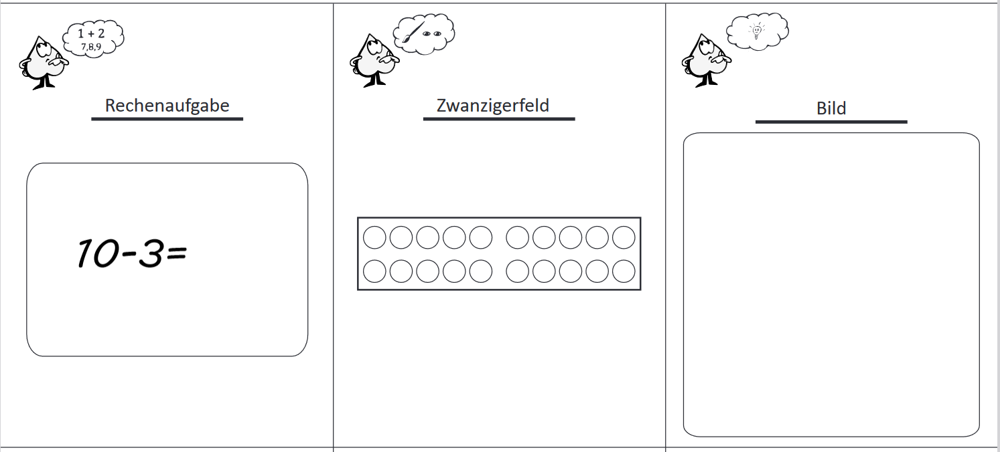 1 + 2
7,8,9
Rechenaufgabe
10-3=
Zwanzigerfeld
Bild